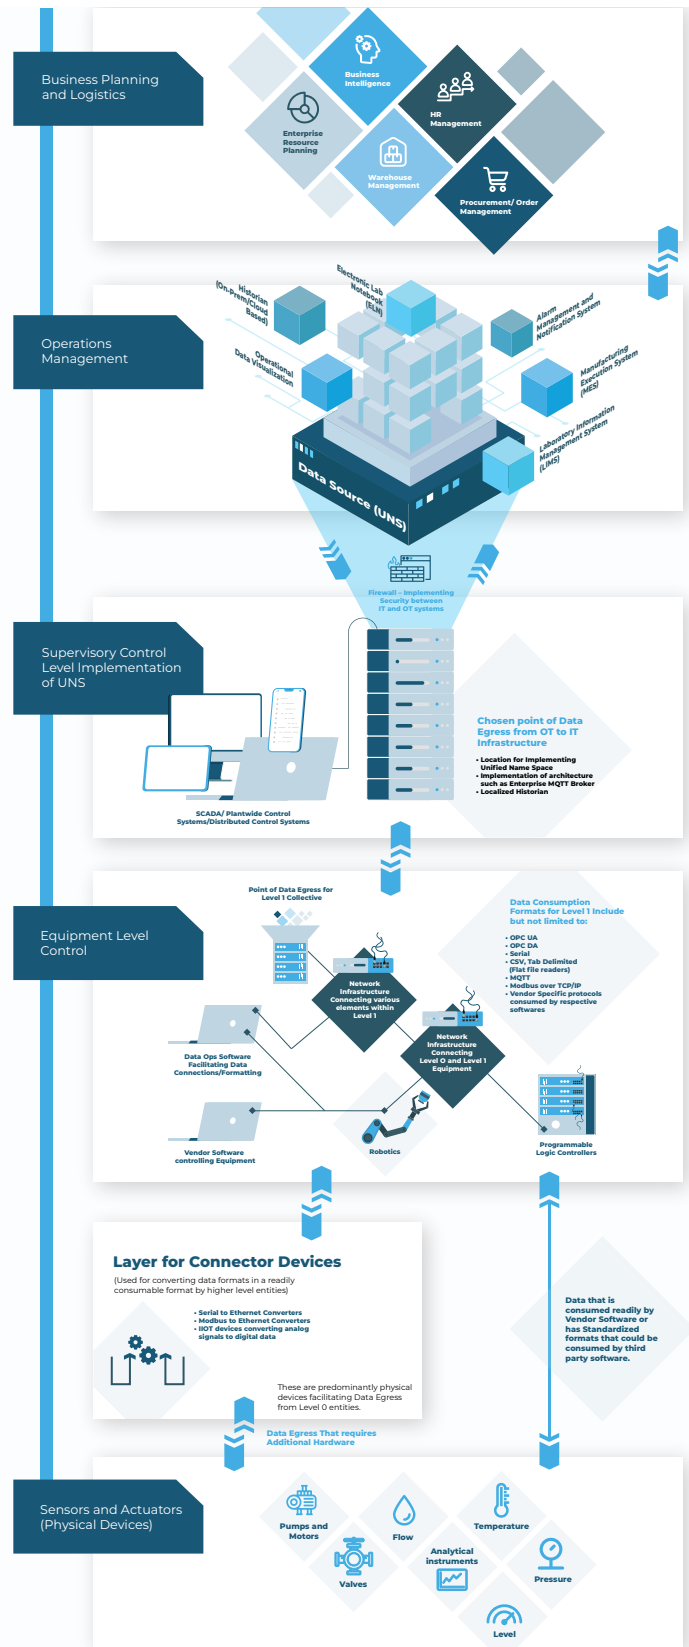 Business Planning
and Logistics
Business
Intelligence
HR
Management
Enterprise
Resource
Planning
Warehouse
Management
Procurement/ Order
Management
Operations
Management
Historian
(On-Prem/Cloud
Based)
Electronic Lab
Notebook
(ELN)
Alarm
Management and
Notification System
Operational
Data Visualization
Manufacturing
Execution System
(MES)
Laboratory Information
Management System
(LIMS)
Data Source (UNS)
Firewall – Implementing
Security between
IT and OT systems
Supervisory Control
Level Implementation
of UNS
Chosen point of Data
Egress from OT to IT
Infrastructure
• Location for Implementing
Unified Name Space
• Implementation of architecture
such as Enterprise MQTT Broker
• Localized Historian
SCADA/ Plantwide Control
Systems/Distributed Control Systems
Equipment Level
Control
Point of Data Egress for
Level 1 Collective
Data Consumption
Formats for Level 1 Include
but not limited to:
• OPC UA
• OPC DA
• Serial
• CSV, Tab Delimited
(Flat file readers)
• MQTT
• Modbus over TCP/IP
• Vendor Specific protocols
consumed by respective
softwares
Network
Infrastructure
Connecting various
elements within
Level 1
Network
Infrastructure
Connecting
Level O and Level 1
Equipment
Data Ops Software
Facilitating Data
Connections/Formatting
Vendor Software
controlling Equipment
Robotics
Programmable
Logic Controllers
Layer for Connector Devices
(Used for converting data formats in a readily
consumable format by higher level entities)
• Serial to Ethernet Converters
• Modbus to Ethernet Converters
• IIOT devices converting analog
signals to digital data
These are predominantly physical
devices facilitating Data Egress
from Level 0 entities.
Data that is
consumed readily by
Vendor Software or
has Standardized
formats that could be
consumed by third
party software.
Data Egress That requires
Additional Hardware
Sensors and Actuators
(Physical Devices)
Pumps and
Motors
Flow
Temperature
Valves
Analytical
instruments
Pressure
Level